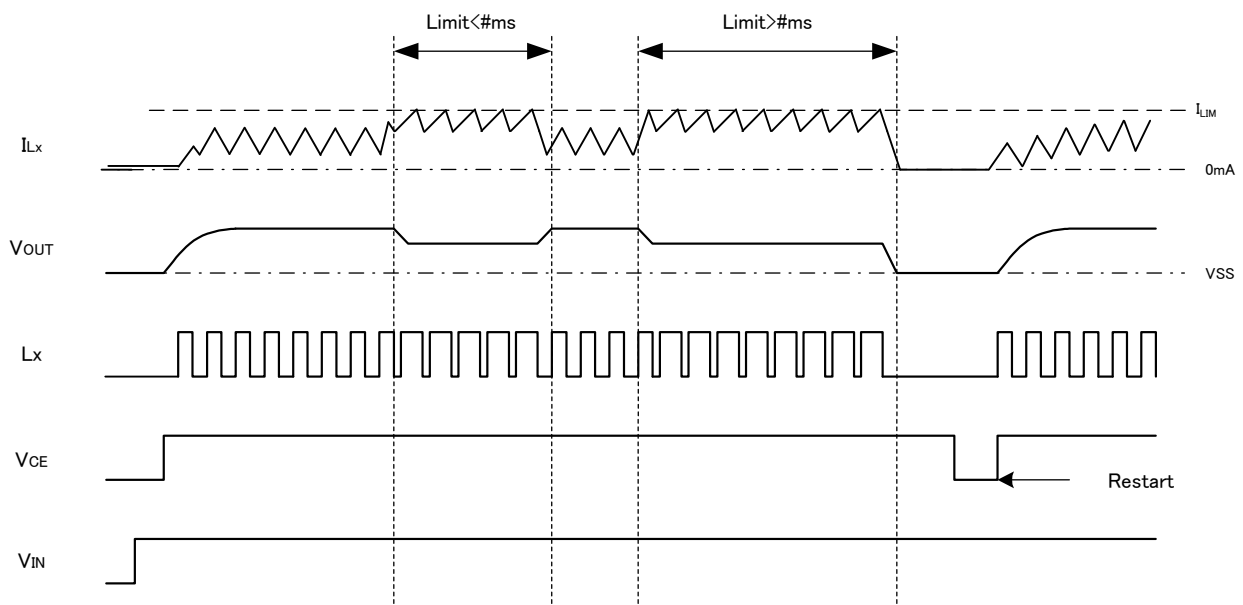 Limit<#ms
Limit>#ms
ILIM
ILx
0mA
VOUT
VSS
Lx
VCE
Restart
VIN